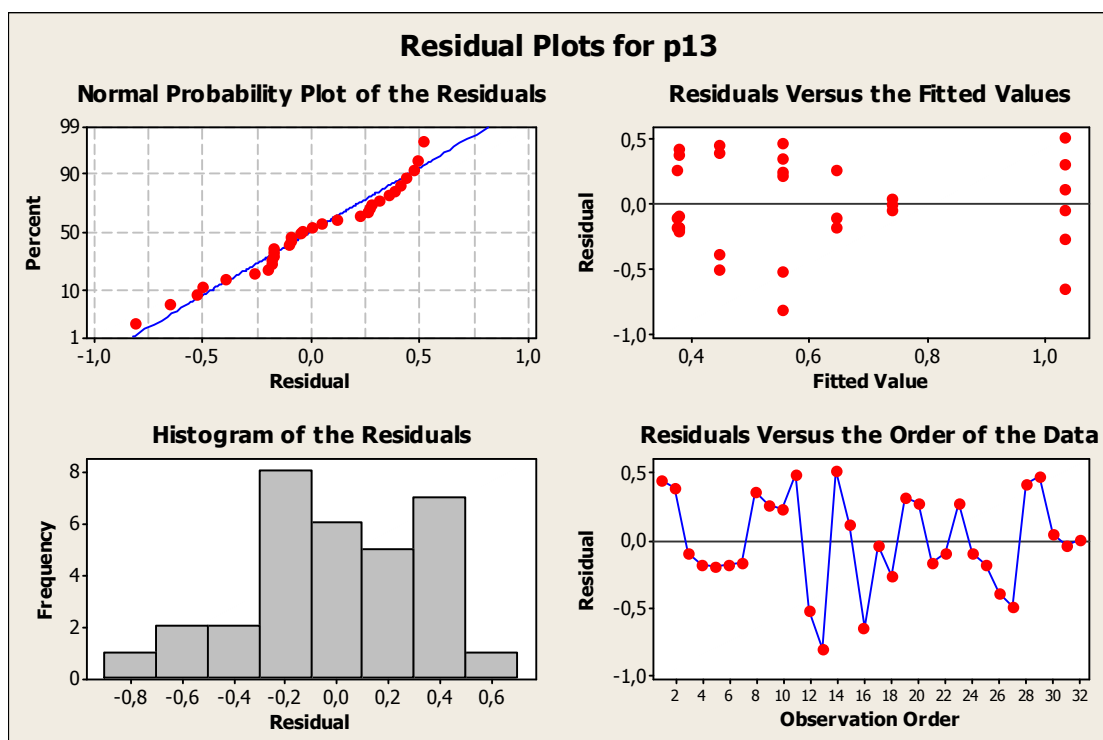 Residual Plots for p13
Normal Probability Plot of the Residuals
99
90
50
10
1
Percent
-1,0 -0,5 0,0 0,5 1,0
Residual
Residuals Versus the Fitted Values
0,5
0,0
-0,5
-1,0
Residual
0,4 0,6 0,8 1,0
Fitted Value
Histogram of the Residuals
8
6
4
2
0
Frequency
-0,8 -0,6 -0,4 -0,2 0,0 0,2 0,4 0,6
Residual
Residuals Versus the Order of the Data
0,5
0,0
-0,5
-1,0
Residual
2 4 6 8 10 12 14 16 18 20 22 24 26 28 30 32
Observation Order